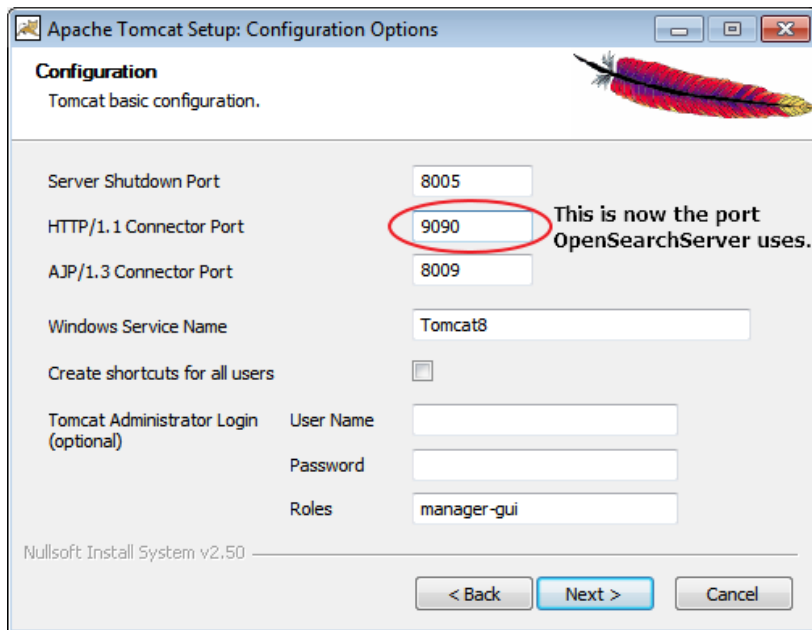 Apache Tomcat Setup: Configuration Options
Configuration
Tomcat basic configuration.
Server Shutdown Port 8005
HTTP/1.1 Connector Port 9090 This is now the port
OpenSearchServer uses.
AJP/1.3 Connector Port 8009
Windows Service Name Tomcat8
Create shortcuts for all users
Tomcat Administrator Login User Name
(optional)
Password
Roles manager-gui
Nullsoft Install System v2.50
< Back Next > Cancel